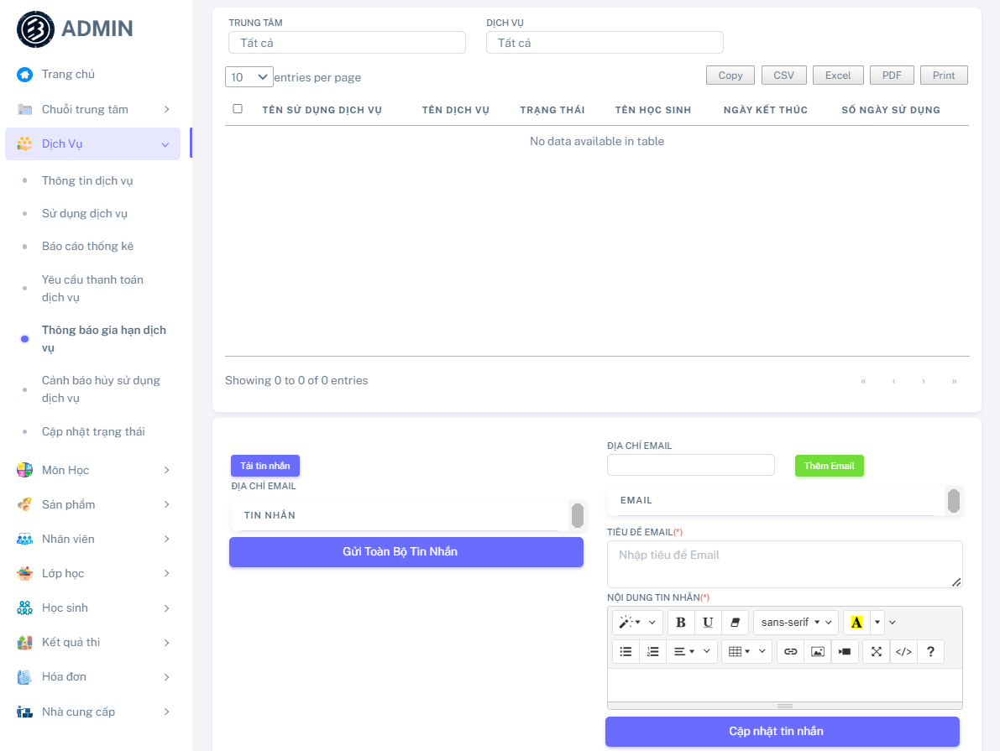 ADMIN
Trang chủ
Chuỗi trung tâm
Dịch Vụ
Thông tin dịch vụ
Sử dụng dịch vụ
Báo cáo thống kê
Yêu cầu thanh toán
dịch vụ
Thông báo gia hạn dịch
vụ
Cảnh báo hủy sử dụng
dịch vụ
Cập nhật trạng thái
Môn Học
Sản phẩm
Nhân viên
Lớp học
Học sinh
Kết quả thi
Hóa đơn
Nhà cung cấp
TRUNG TÂM
DỊCH VỤ
Tất cả
Tất cả
10 entries per page
Copy CSV Excel PDF Print
TÊN SỬ DỤNG DỊCH VỤ TÊN DỊCH VỤ TRẠNG THÁI TÊN HỌC SINH NGÀY KẾT THÚC SỐ NGÀY SỬ DỤNG
No data available in table
Showing 0 to 0 of 0 entries
« ‹ › »
Tải tin nhắn
ĐỊA CHỈ EMAIL
TIN NHẮN
Gửi Toàn Bộ Tin Nhắn
ĐỊA CHỈ EMAIL
Thêm Email
EMAIL
TIÊU ĐỀ EMAIL(*)
Nhập tiêu đề Email
NỘI DUNG TIN NHẮN(*)
B U sans-serif A
</> ?
Cập nhật tin nhắn